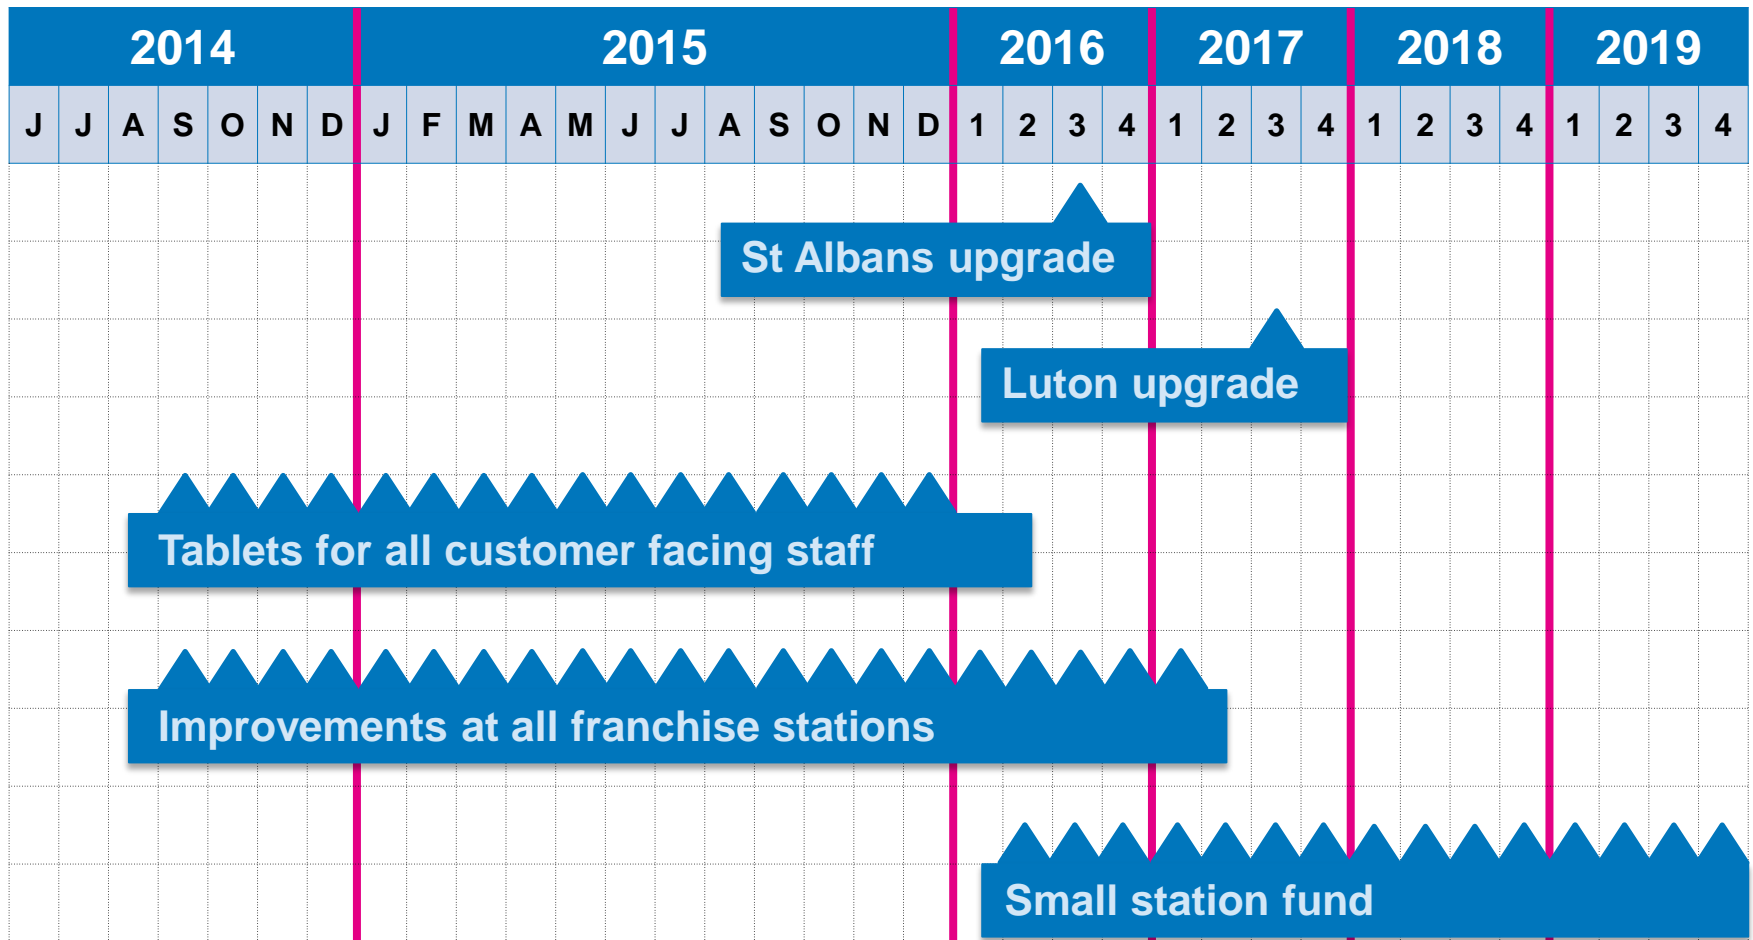 2014 2015 2016 2017 2018 2019
J J A S O N D J F M A M J J A S O N D 1 2 3 4 1 2 3 4 1 2 3 4 1 2 3 4
St Albans upgrade
Luton upgrade
Tablets for all customer facing staff
Improvements at all franchise stations
Small station fund